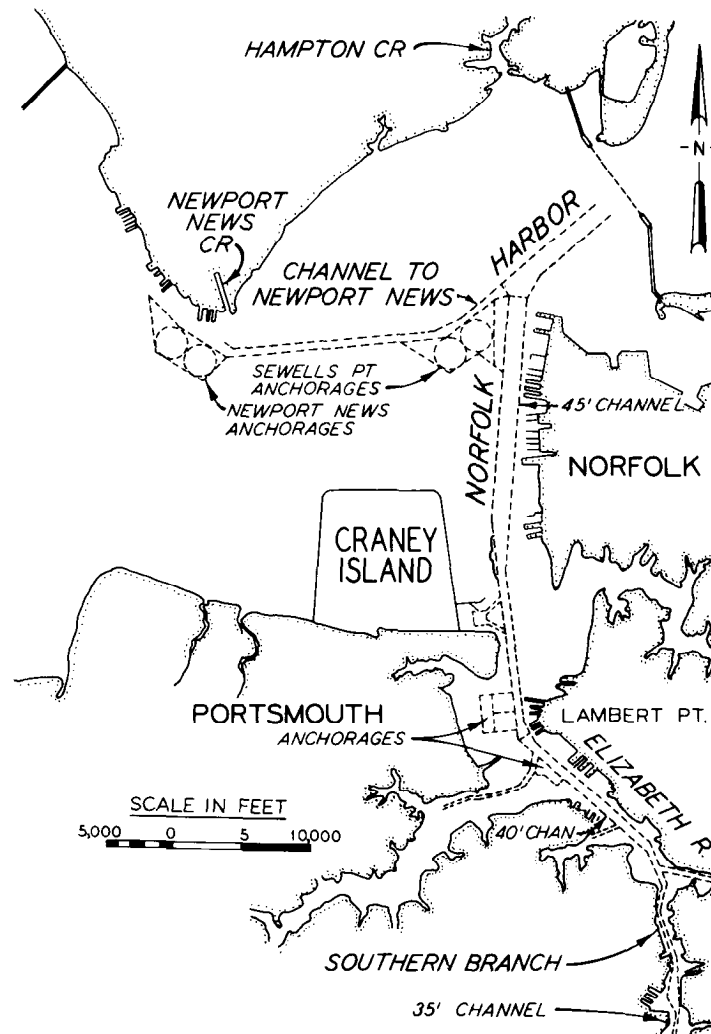 HAMPTON CR
N
NEWPORT
NEWS
CR
HARBOR
CHANNEL TO
NEWPORT NEWS
SEWELLS PT
ANCHORAGES
NEWPORT NEWS
ANCHORAGES
NORFOLK
45' CHANNEL
NORFOLK
CRANEY
ISLAND
PORTSMOUTH
ANCHORAGES
LAMBERT PT.
ELIZABETH R
SCALE IN FEET
5,000 0 5 10,000
40' CHAN
SOUTHERN BRANCH
35' CHANNEL